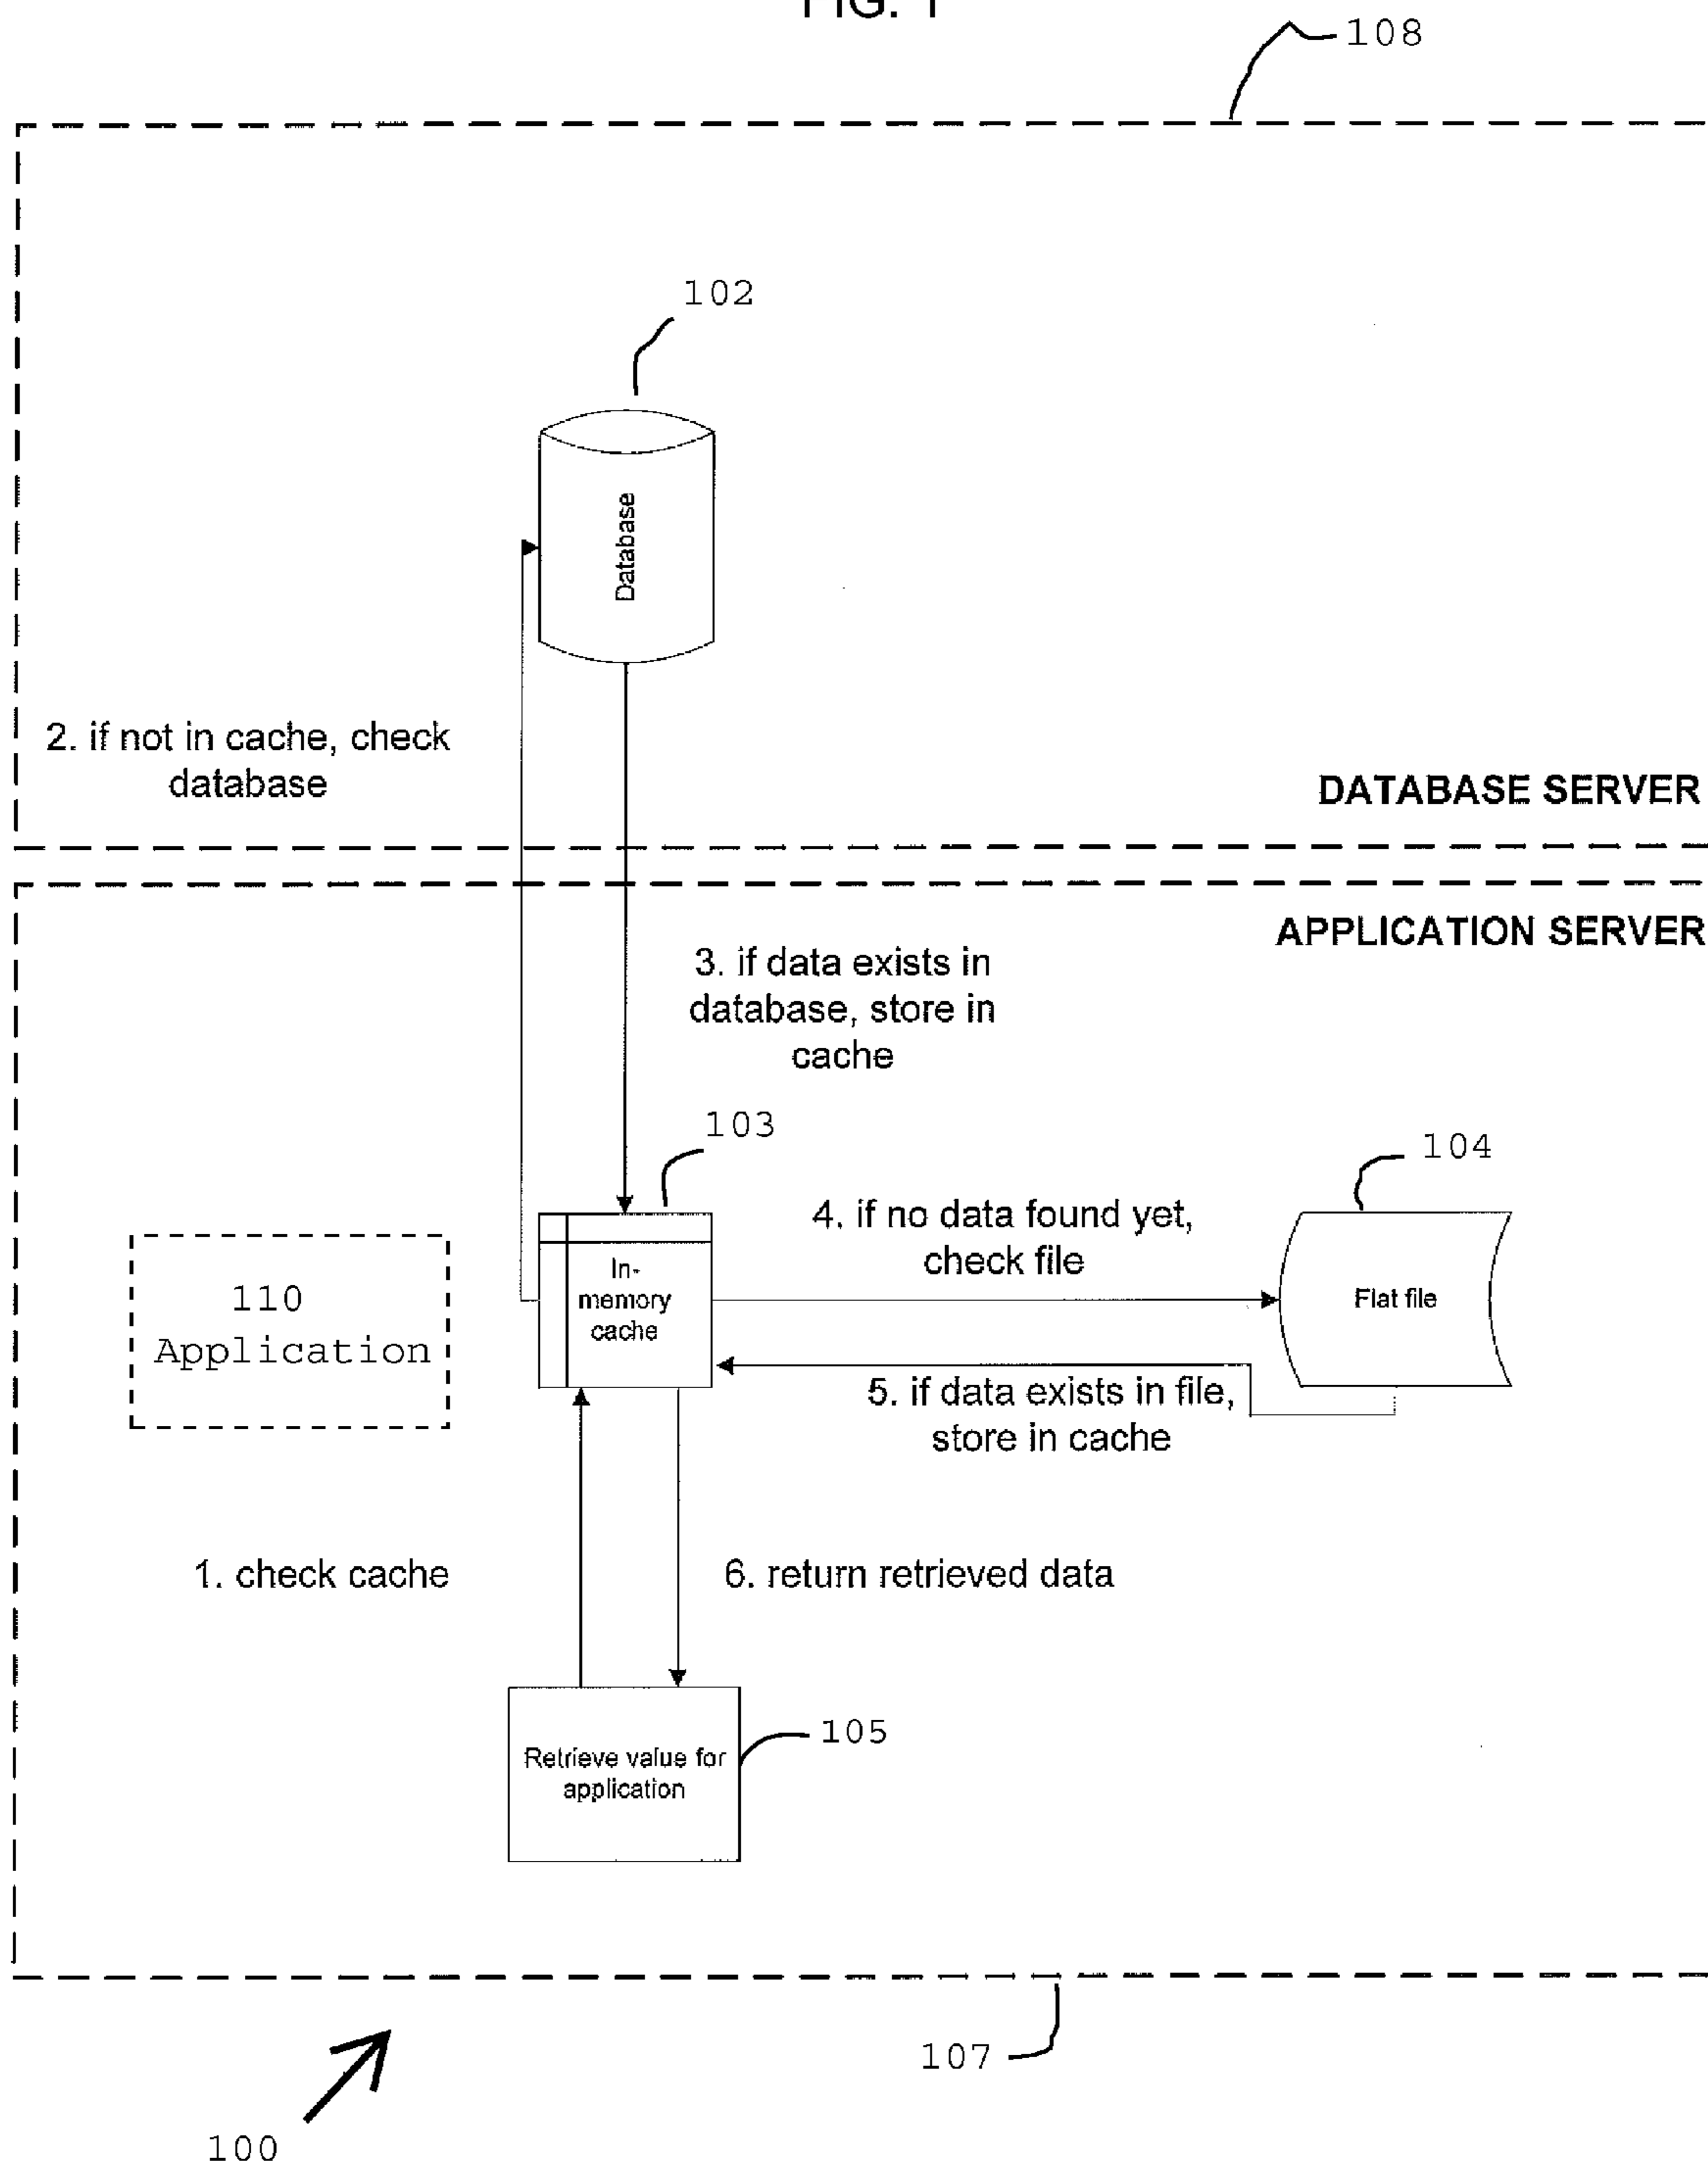 FIG. 1
108
102
Database
2. if not in cache, check
database
DATABASE SERVER
APPLICATION SERVER
3. if data exists in
database, store in
cache
103
104
4. if no data found yet,
check file
110
Application
In-
memory
cache
Flat file
5. if data exists in file,
store in cache
1. check cache
6. return retrieved data
105
Retrieve value for
application
107
100